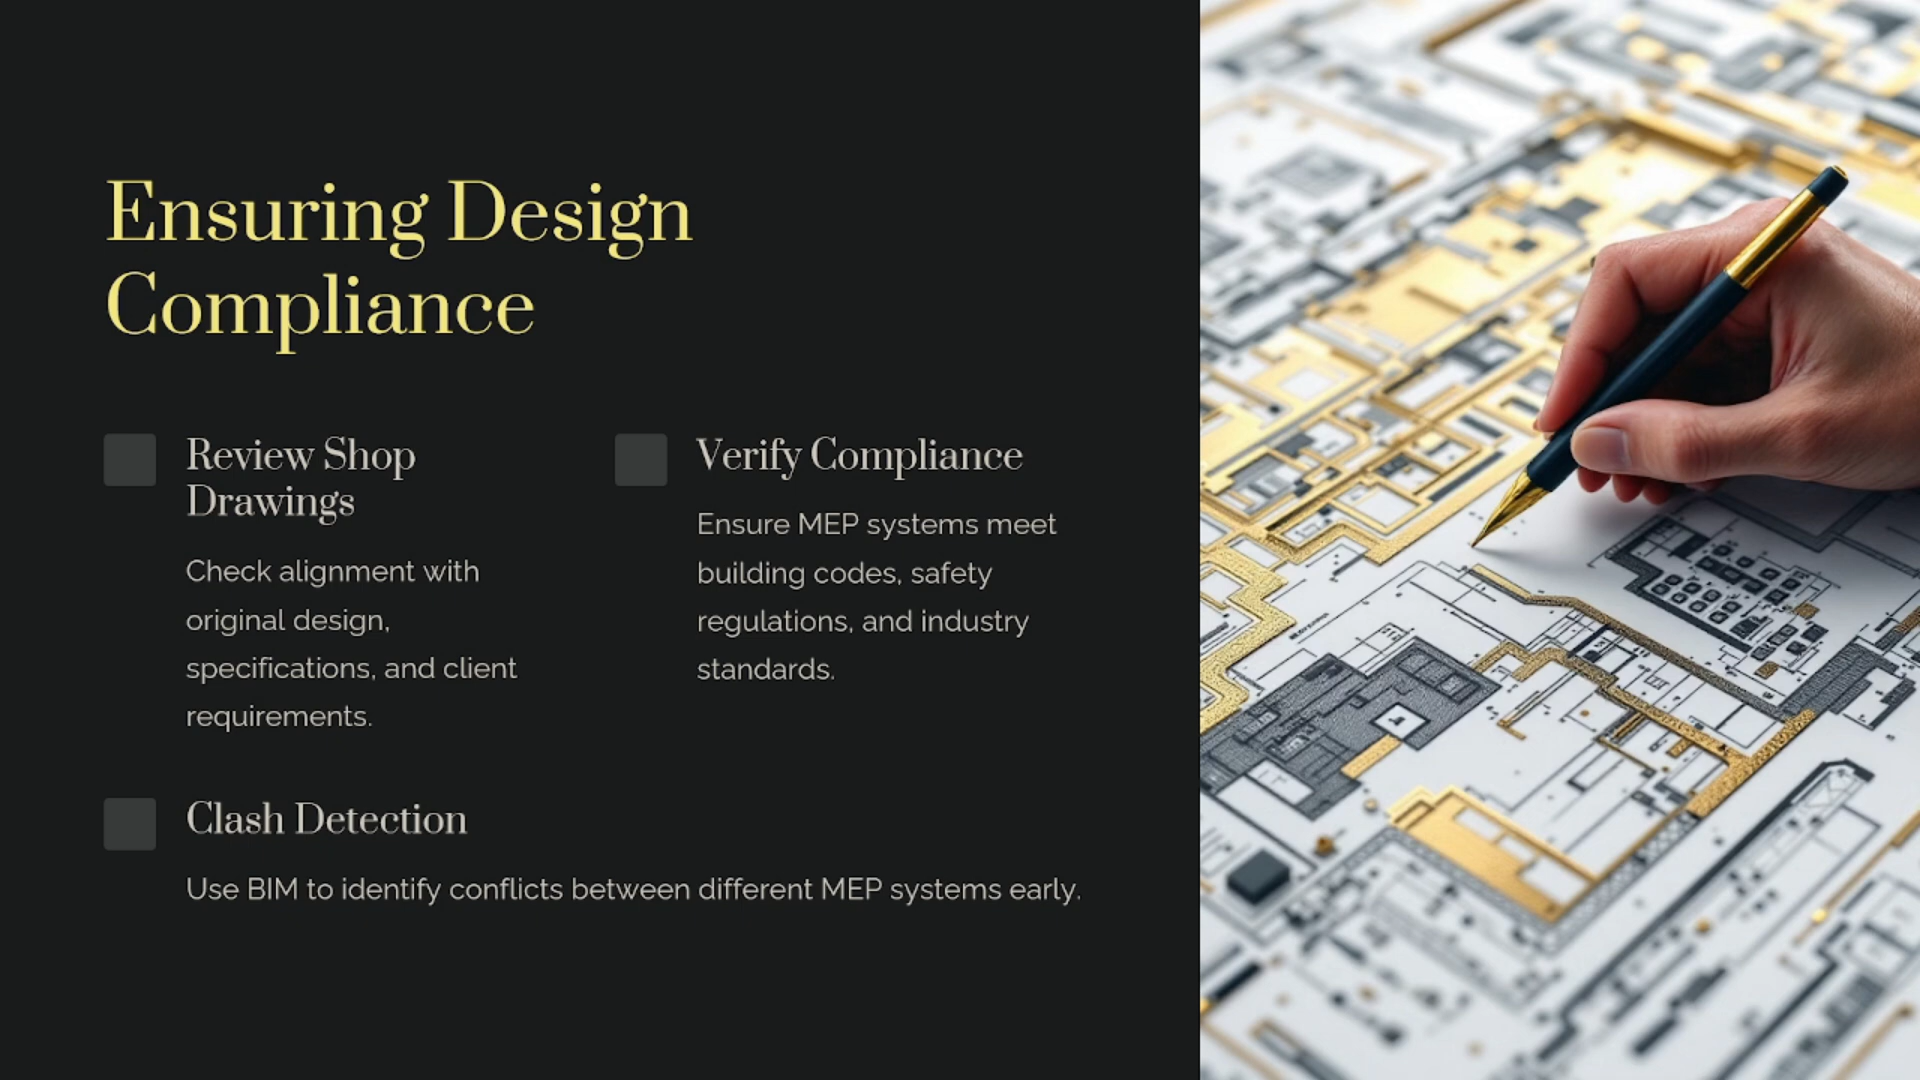 Ensuring Design
Compliance
Review Shop
Drawings
Check alignment with
original design,
specifications, and client
requirements.
Verify Compliance
Ensure MEP systems meet
building codes, safety
regulations, and industry
standards.
Clash Detection
Use BIM to identify conflicts between different MEP systems early.